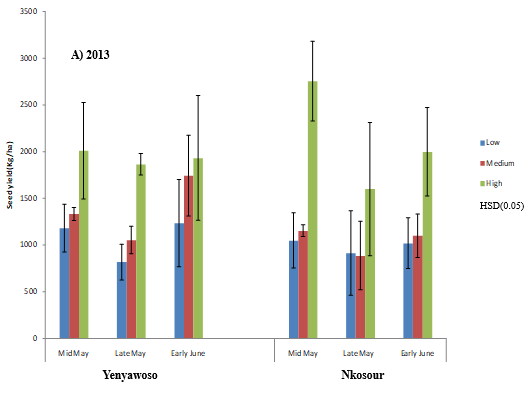 3500
A) 2013
3000
2500
2000
1500
1000
500
0
Seed yield(Kg/ha)
Low
Medium
High
HSD(0.05)
Mid May Late May Early June Mid May Late May Early June
Yenyawoso Nkosour